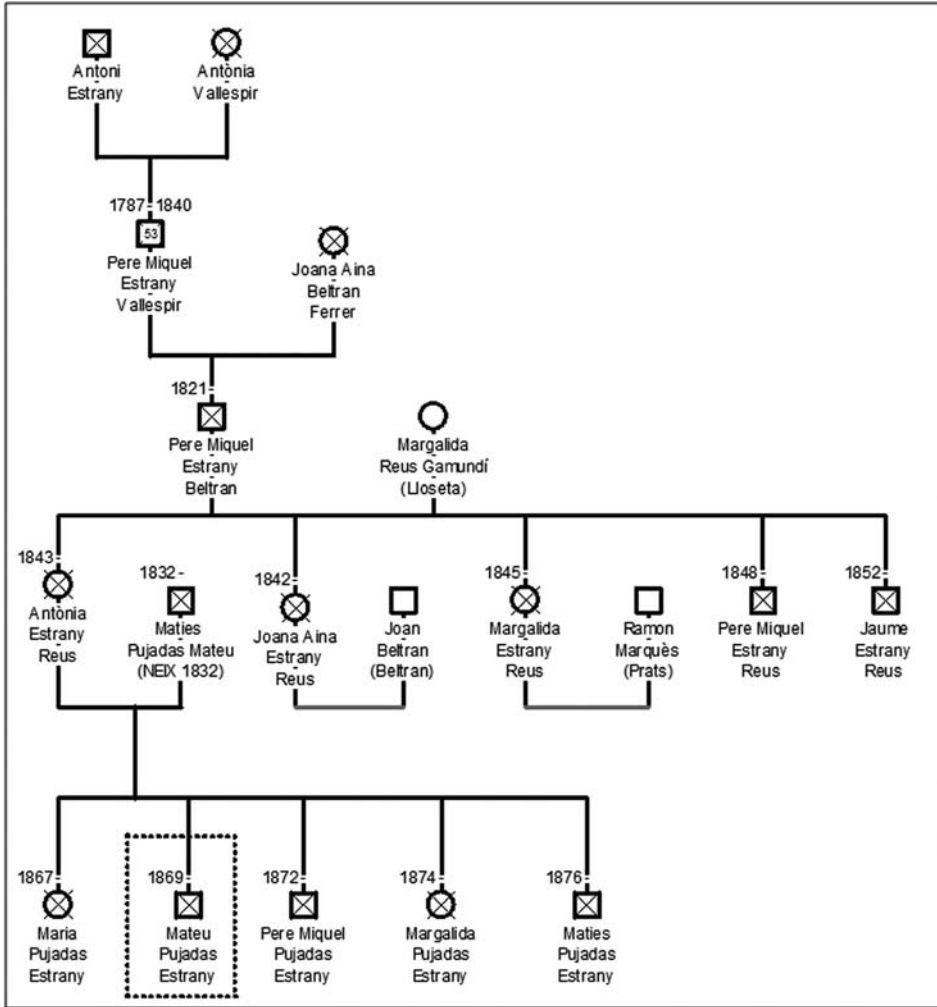 Antoni
Estrany
Antònia
Vallespir
1787 - 1840
53
Pere Miquel
Estrany
Vallespir
Joana Aina
Beltran
Ferrer
1821 -
Pere Miquel
Estrany
Beltran
Margalida
Reus Gamundí
(Lloseta)
1843 -
Antònia
Estrany
Reus
1832 -
Maties
Pujadas Mateu
(NEIX 1832)
1842 -
Joana Aina
Estrany
Reus
Joan
Beltran
(Beltran)
1845 -
Margalida
Estrany
Reus
Ramon
Marquès
(Prats)
1848 -
Pere Miquel
Estrany
Reus
1852 -
Jaume
Estrany
Reus
1867 -
Maria
Pujadas
Estrany
1869 -
Mateu
Pujadas
Estrany
1872 -
Pere Miquel
Pujadas
Estrany
1874 -
Margalida
Pujadas
Estrany
1876 -
Maties
Pujadas
Estrany